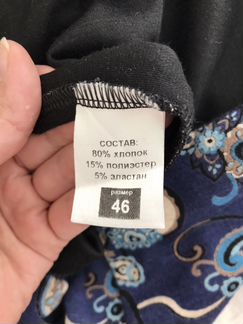 СОСТАВ:
80% хлопок
15% полиэстер
5% эластан
размер
46